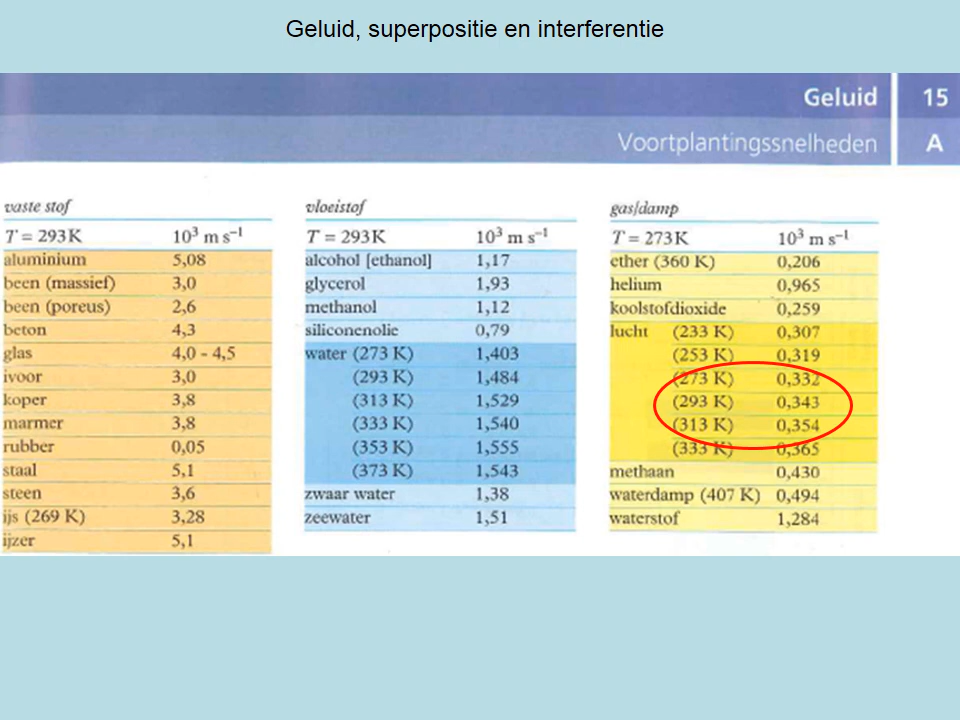 Geluid, superpositie en interferentie
Geluid 15
Voortplantingssnelheden A
vaste stof
T = 293K 10³ m s⁻¹
aluminium 5,08
been (massief) 3,0
been (poreus) 2,6
beton 4,3
glas 4,0 - 4,5
ivoor 3,0
koper 3,8
marmer 3,8
rubber 0,05
staal 5,1
steen 3,6
ijs (269 K) 3,28
ijzer 5,1
vloeistof
T = 293K 10³ m s⁻¹
alcohol [ethanol] 1,17
glycerol 1,93
methanol 1,12
siliconenolie 0,79
water (273 K) 1,403
(293 K) 1,484
(313 K) 1,529
(333 K) 1,540
(353 K) 1,555
(373 K) 1,543
zwaar water 1,38
zeewater 1,51
gas/damp
T = 273K 10³ m s⁻¹
ether (360 K) 0,206
helium 0,965
koolstofdioxide 0,259
lucht (233 K) 0,307
(253 K) 0,319
(273 K) 0,332
(293 K) 0,343
(313 K) 0,354
(333 K) 0,365
methaan 0,430
waterdamp (407 K) 0,494
waterstof 1,284